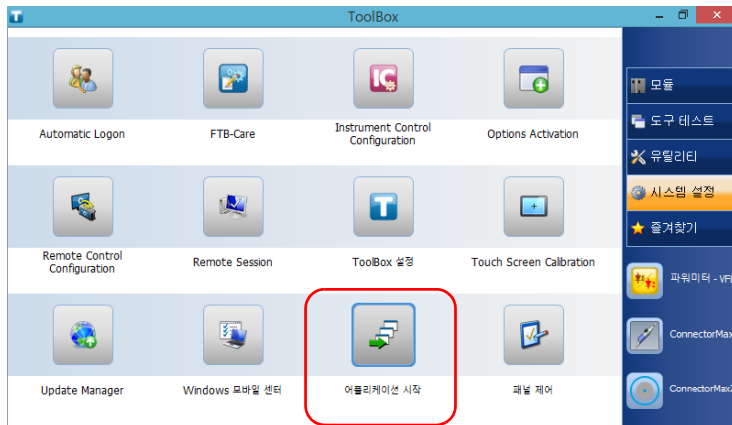 ToolBox
Automatic Logon
FTB-Care
Instrument Control
Configuration
Options Activation
Remote Control
Configuration
Remote Session
ToolBox 설정
Touch Screen Calibration
Update Manager
Windows 모바일 센터
어플리케이션 시작
패널 제어
모듈
도구 테스트
유틸리티
시스템 설정
즐겨찾기
파워미터 - VFL
ConnectorMax
ConnectorMax2